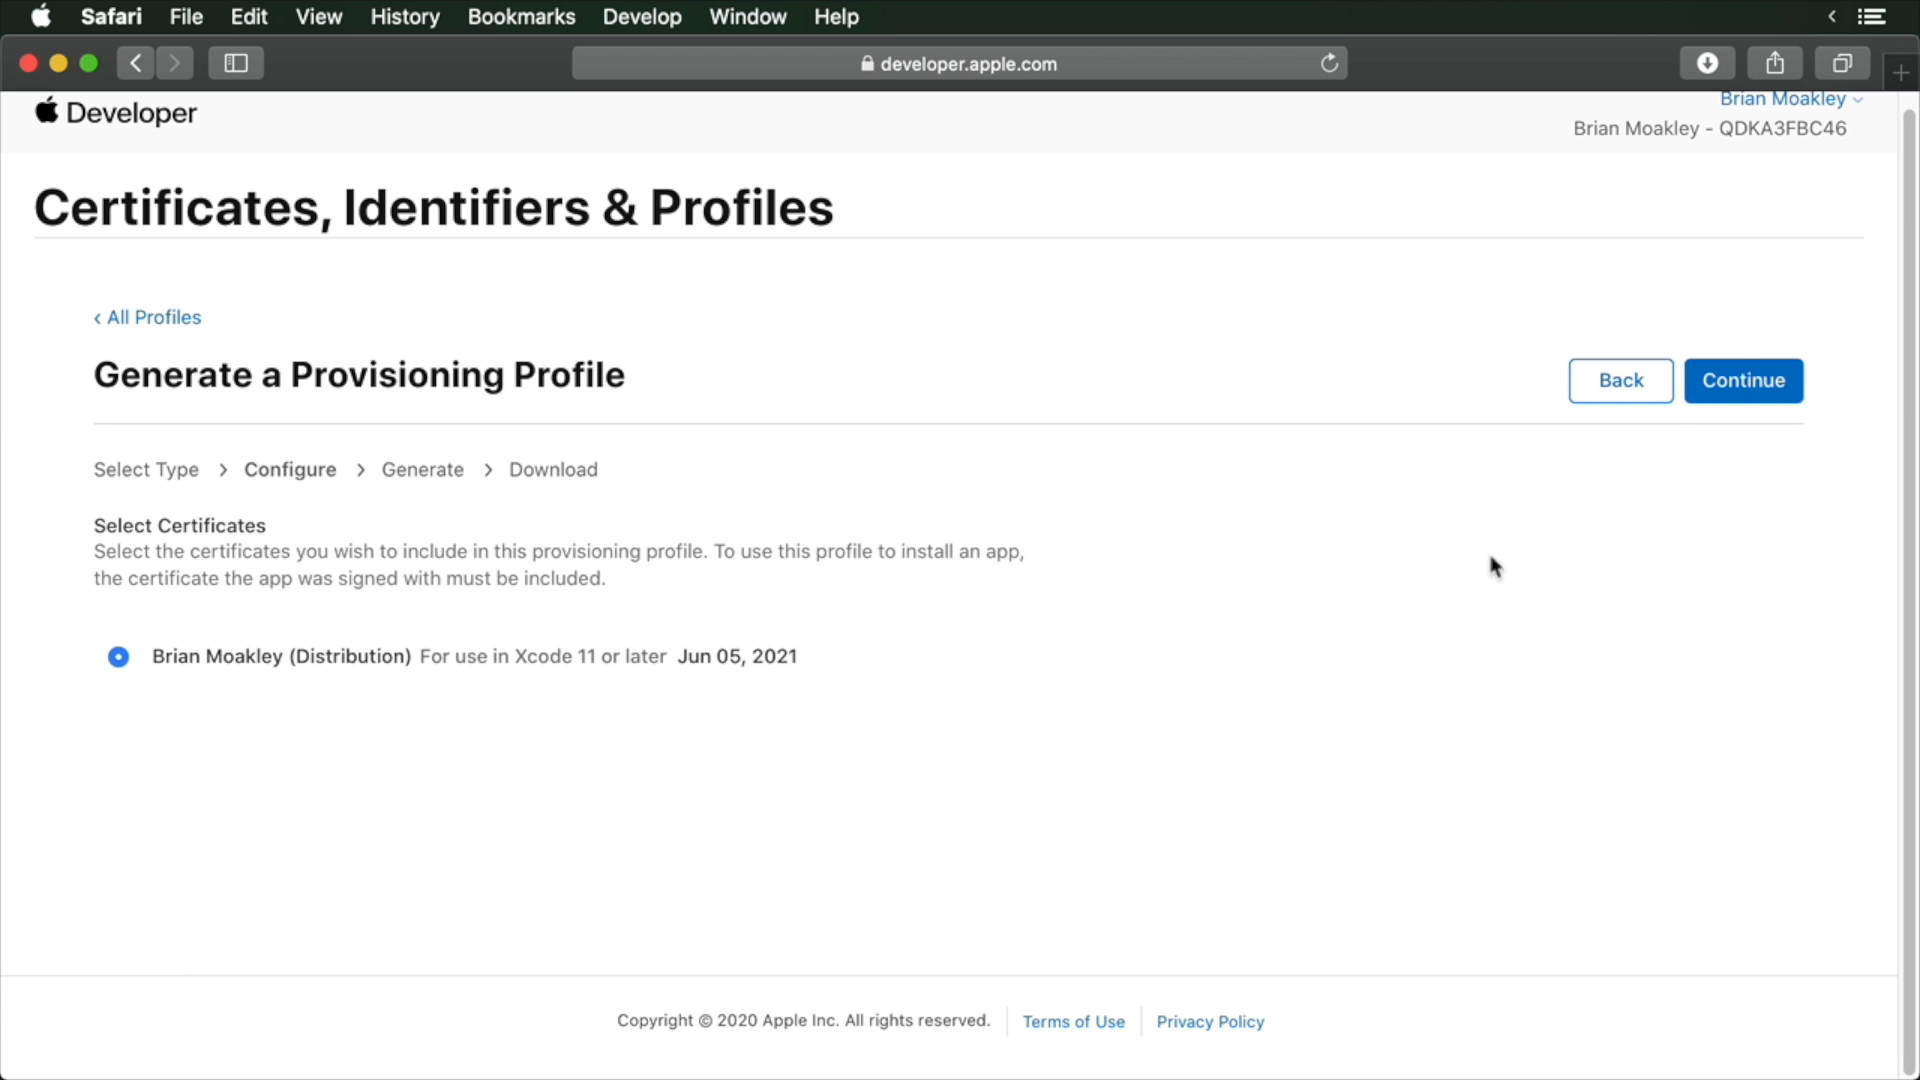 Safari File Edit View History Bookmarks Develop Window Help
developer.apple.com
Developer
Brian Moakley
Brian Moakley - QDKA3FBC46
Certificates, Identifiers & Profiles
‹ All Profiles
Generate a Provisioning Profile
Back
Continue
Select Type > Configure > Generate > Download
Select Certificates
Select the certificates you wish to include in this provisioning profile. To use this profile to install an app,
the certificate the app was signed with must be included.
Brian Moakley (Distribution) For use in Xcode 11 or later Jun 05, 2021
Copyright © 2020 Apple Inc. All rights reserved. Terms of Use Privacy Policy